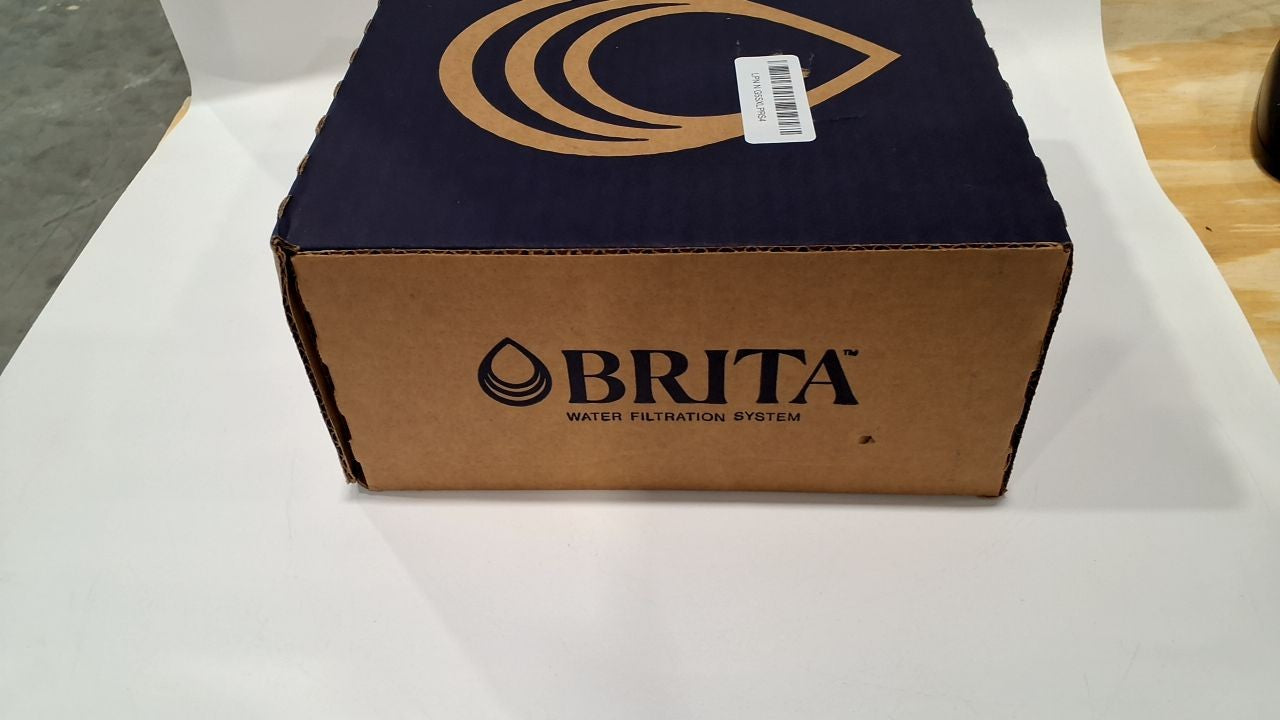 BRITA™
WATER FILTRATION SYSTEM